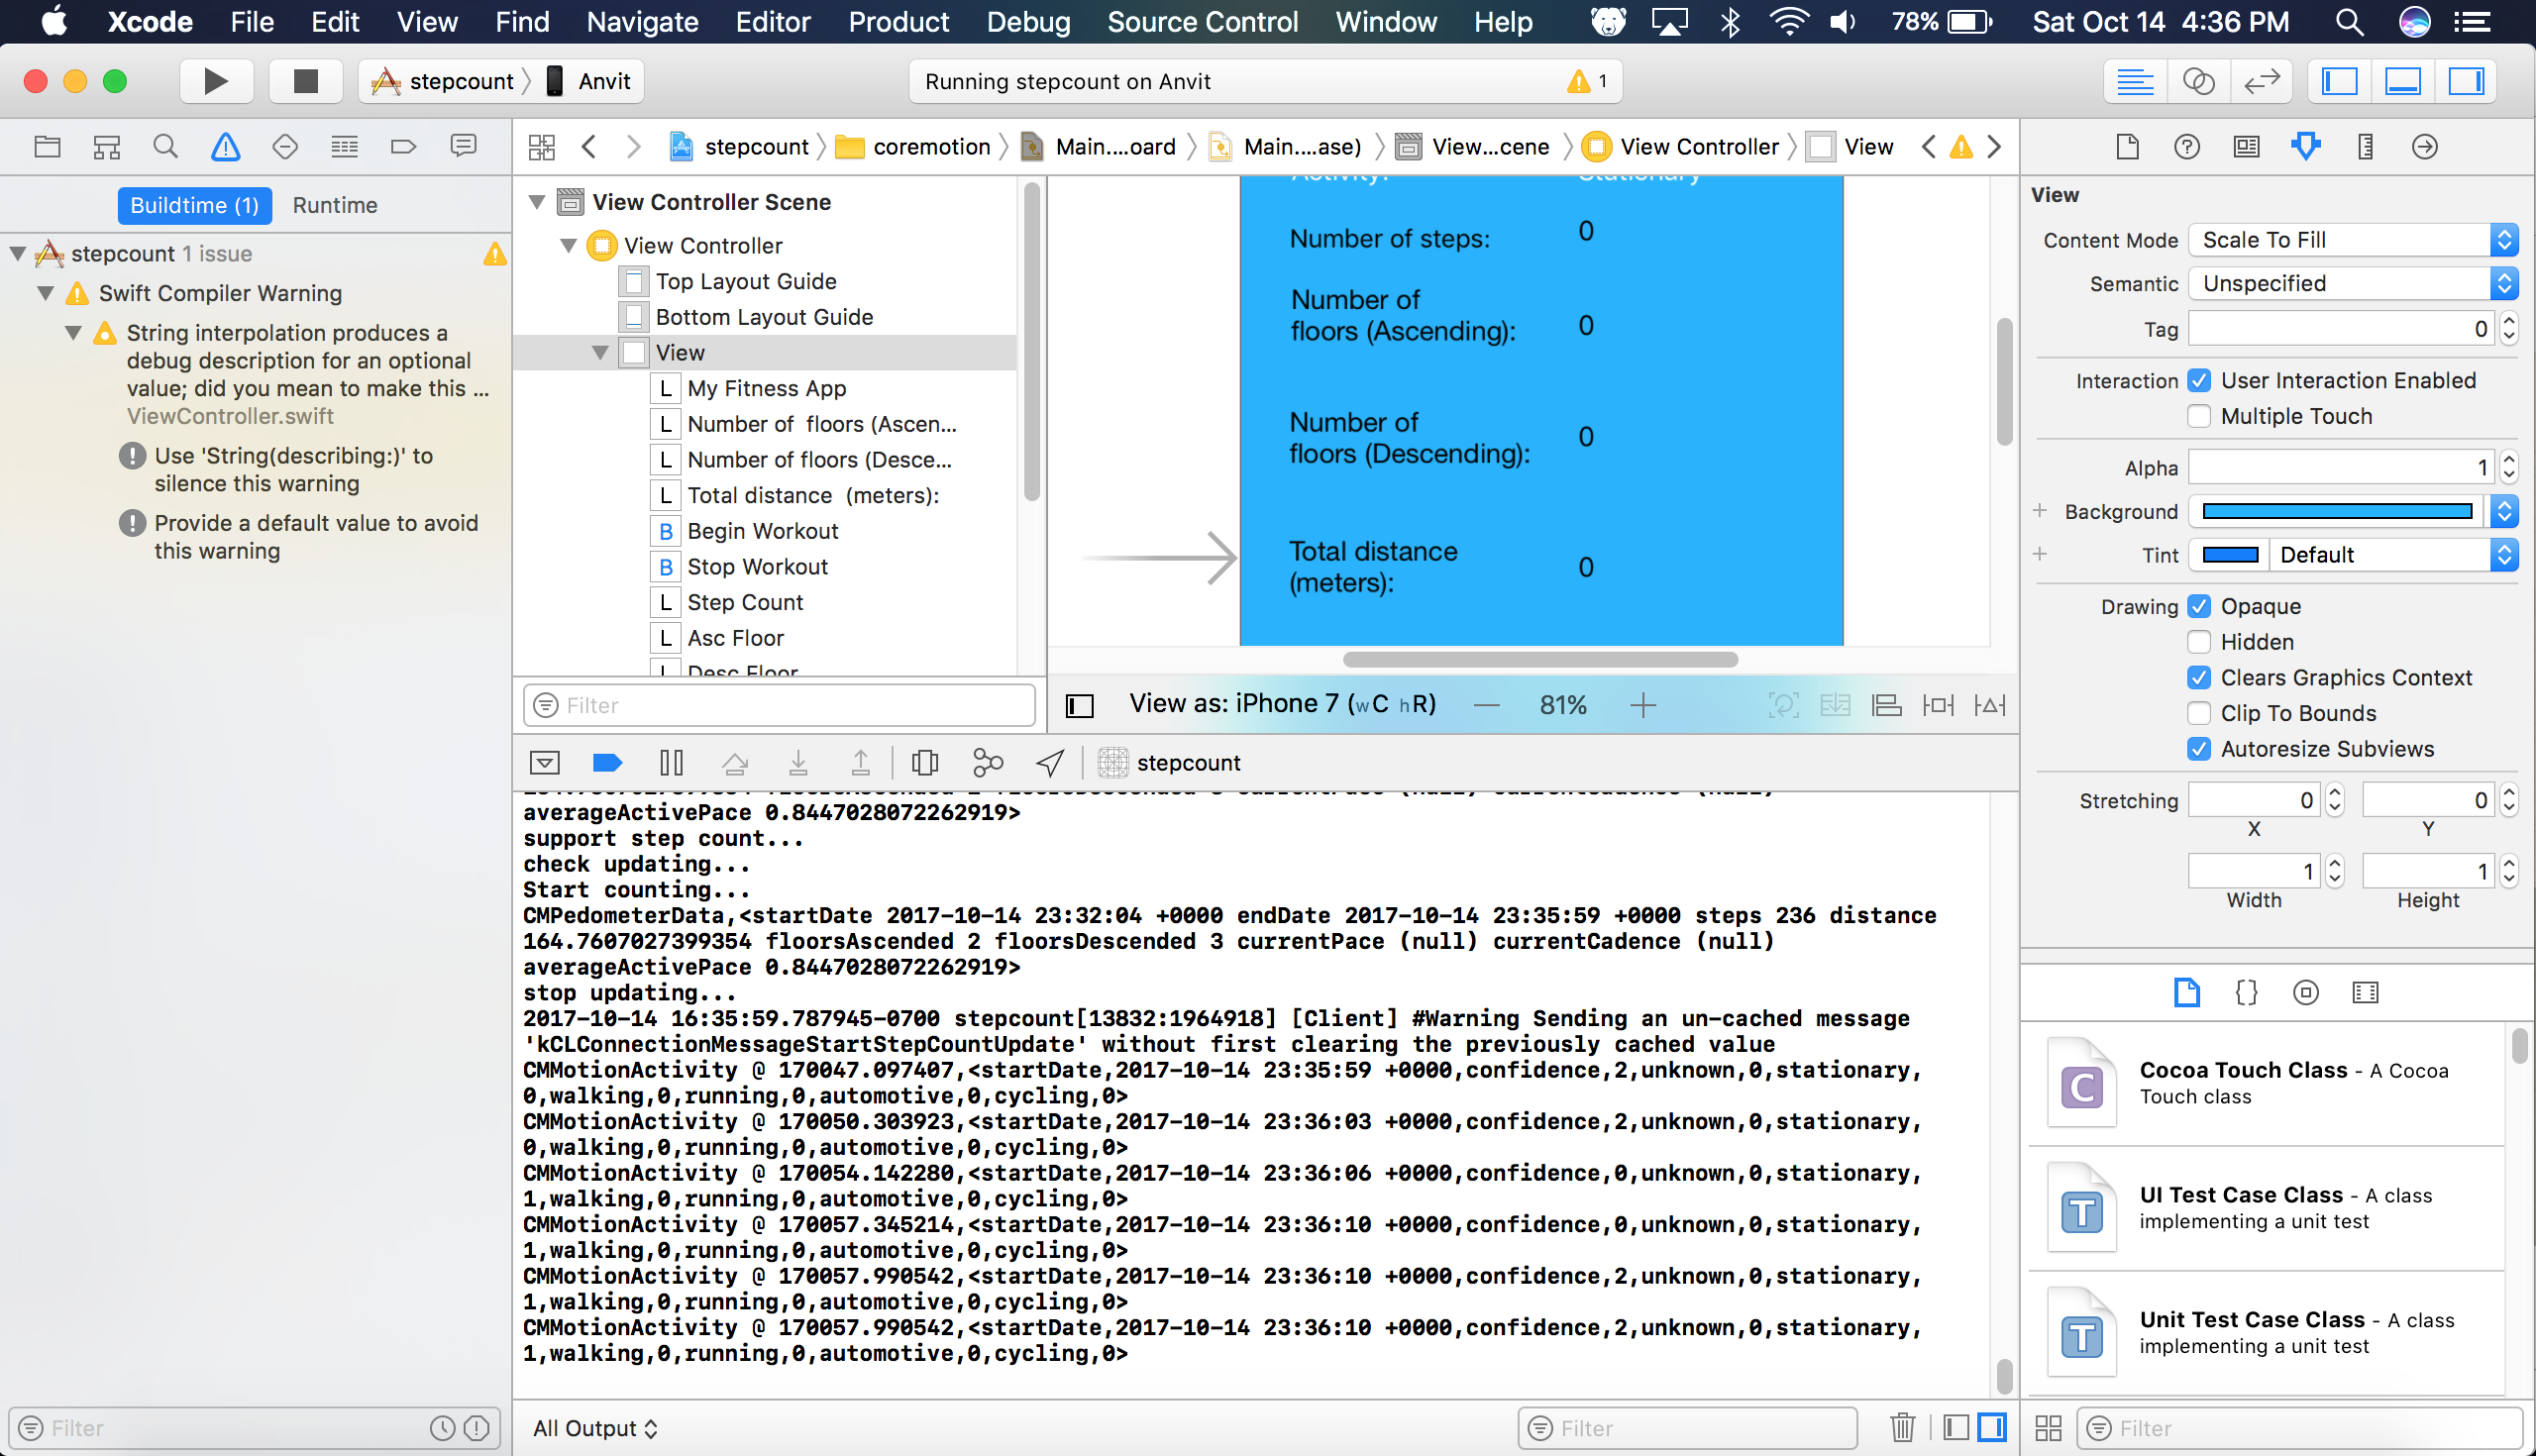 Xcode File Edit View Find Navigate Editor Product Debug Source Control Window Help 78% Sat Oct 14 4:36 PM
stepcount Anvit
Running stepcount on Anvit
1
stepcount coremotion Main....oard Main....ase) View...cene View Controller View
Buildtime (1) Runtime
stepcount 1 issue
Swift Compiler Warning
String interpolation produces a
debug description for an optional
value; did you mean to make this ...
ViewController.swift
Use 'String(describing:)' to
silence this warning
Provide a default value to avoid
this warning
Filter
View Controller Scene
View Controller
Top Layout Guide
Bottom Layout Guide
View
L My Fitness App
L Number of  floors (Ascen...
L Number of floors (Desce...
L Total distance  (meters):
B Begin Workout
B Stop Workout
L Step Count
L Asc Floor
L Desc Floor
Filter
Activity: Stationary
Number of steps: 0
Number of
floors (Ascending): 0
Number of
floors (Descending): 0
Total distance
(meters): 0
View as: iPhone 7 (wC hR) — 81% +
stepcount
averageActivePace 0.8447028072262919>
support step count...
check updating...
Start counting...
CMPedometerData,<startDate 2017-10-14 23:32:04 +0000 endDate 2017-10-14 23:35:59 +0000 steps 236 distance
164.7607027399354 floorsAscended 2 floorsDescended 3 currentPace (null) currentCadence (null)
averageActivePace 0.8447028072262919>
stop updating...
2017-10-14 16:35:59.787945-0700 stepcount[13832:1964918] [Client] #Warning Sending an un-cached message
'kCLConnectionMessageStartStepCountUpdate' without first clearing the previously cached value
CMMotionActivity @ 170047.097407,<startDate,2017-10-14 23:35:59 +0000,confidence,2,unknown,0,stationary,
0,walking,0,running,0,automotive,0,cycling,0>
CMMotionActivity @ 170050.303923,<startDate,2017-10-14 23:36:03 +0000,confidence,2,unknown,0,stationary,
0,walking,0,running,0,automotive,0,cycling,0>
CMMotionActivity @ 170054.142280,<startDate,2017-10-14 23:36:06 +0000,confidence,0,unknown,0,stationary,
1,walking,0,running,0,automotive,0,cycling,0>
CMMotionActivity @ 170057.345214,<startDate,2017-10-14 23:36:10 +0000,confidence,0,unknown,0,stationary,
1,walking,0,running,0,automotive,0,cycling,0>
CMMotionActivity @ 170057.990542,<startDate,2017-10-14 23:36:10 +0000,confidence,2,unknown,0,stationary,
1,walking,0,running,0,automotive,0,cycling,0>
CMMotionActivity @ 170057.990542,<startDate,2017-10-14 23:36:10 +0000,confidence,2,unknown,0,stationary,
1,walking,0,running,0,automotive,0,cycling,0>
All Output
Filter
View
Content Mode Scale To Fill
Semantic Unspecified
Tag 0
Interaction User Interaction Enabled
Multiple Touch
Alpha 1
+ Background
+ Tint Default
Drawing Opaque
Hidden
Clears Graphics Context
Clip To Bounds
Autoresize Subviews
Stretching 0 0
X Y
1 1
Width Height
{}
C Cocoa Touch Class - A Cocoa
Touch class
T UI Test Case Class - A class
implementing a unit test
T Unit Test Case Class - A class
implementing a unit test
Filter